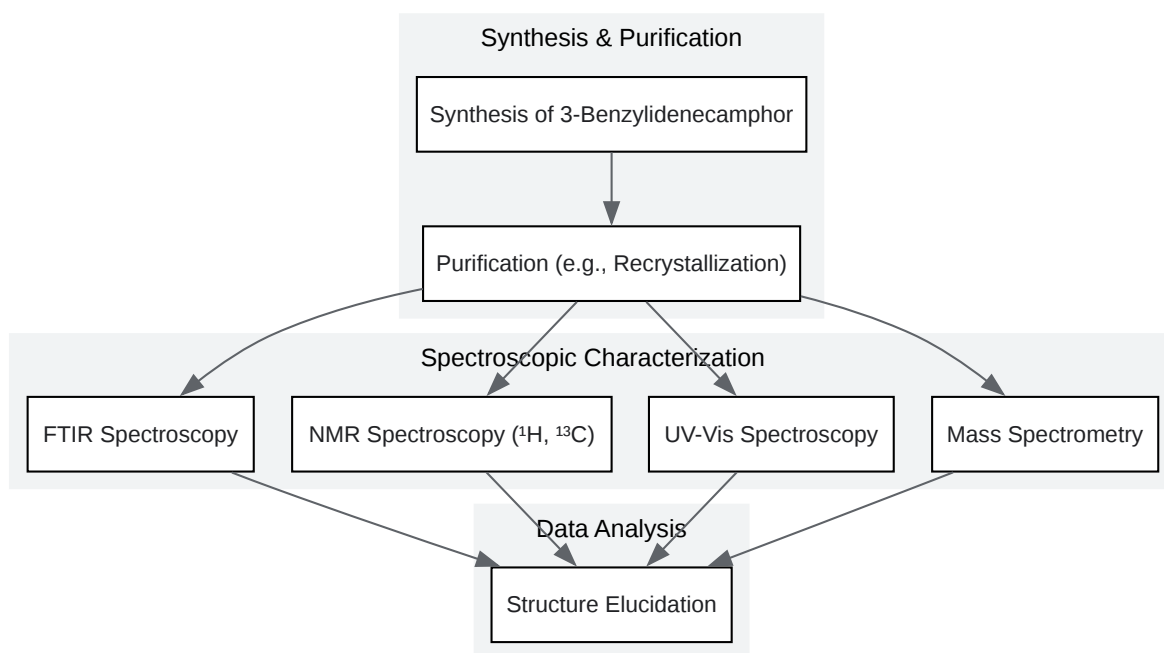 Synthesis & Purification
Synthesis of 3-Benzylidenecamphor
Purification (e.g., Recrystallization)
Spectroscopic Characterization
FTIR Spectroscopy
NMR Spectroscopy (¹H, ¹³C)
UV-Vis Spectroscopy
Mass Spectrometry
Data Analysis
Structure Elucidation